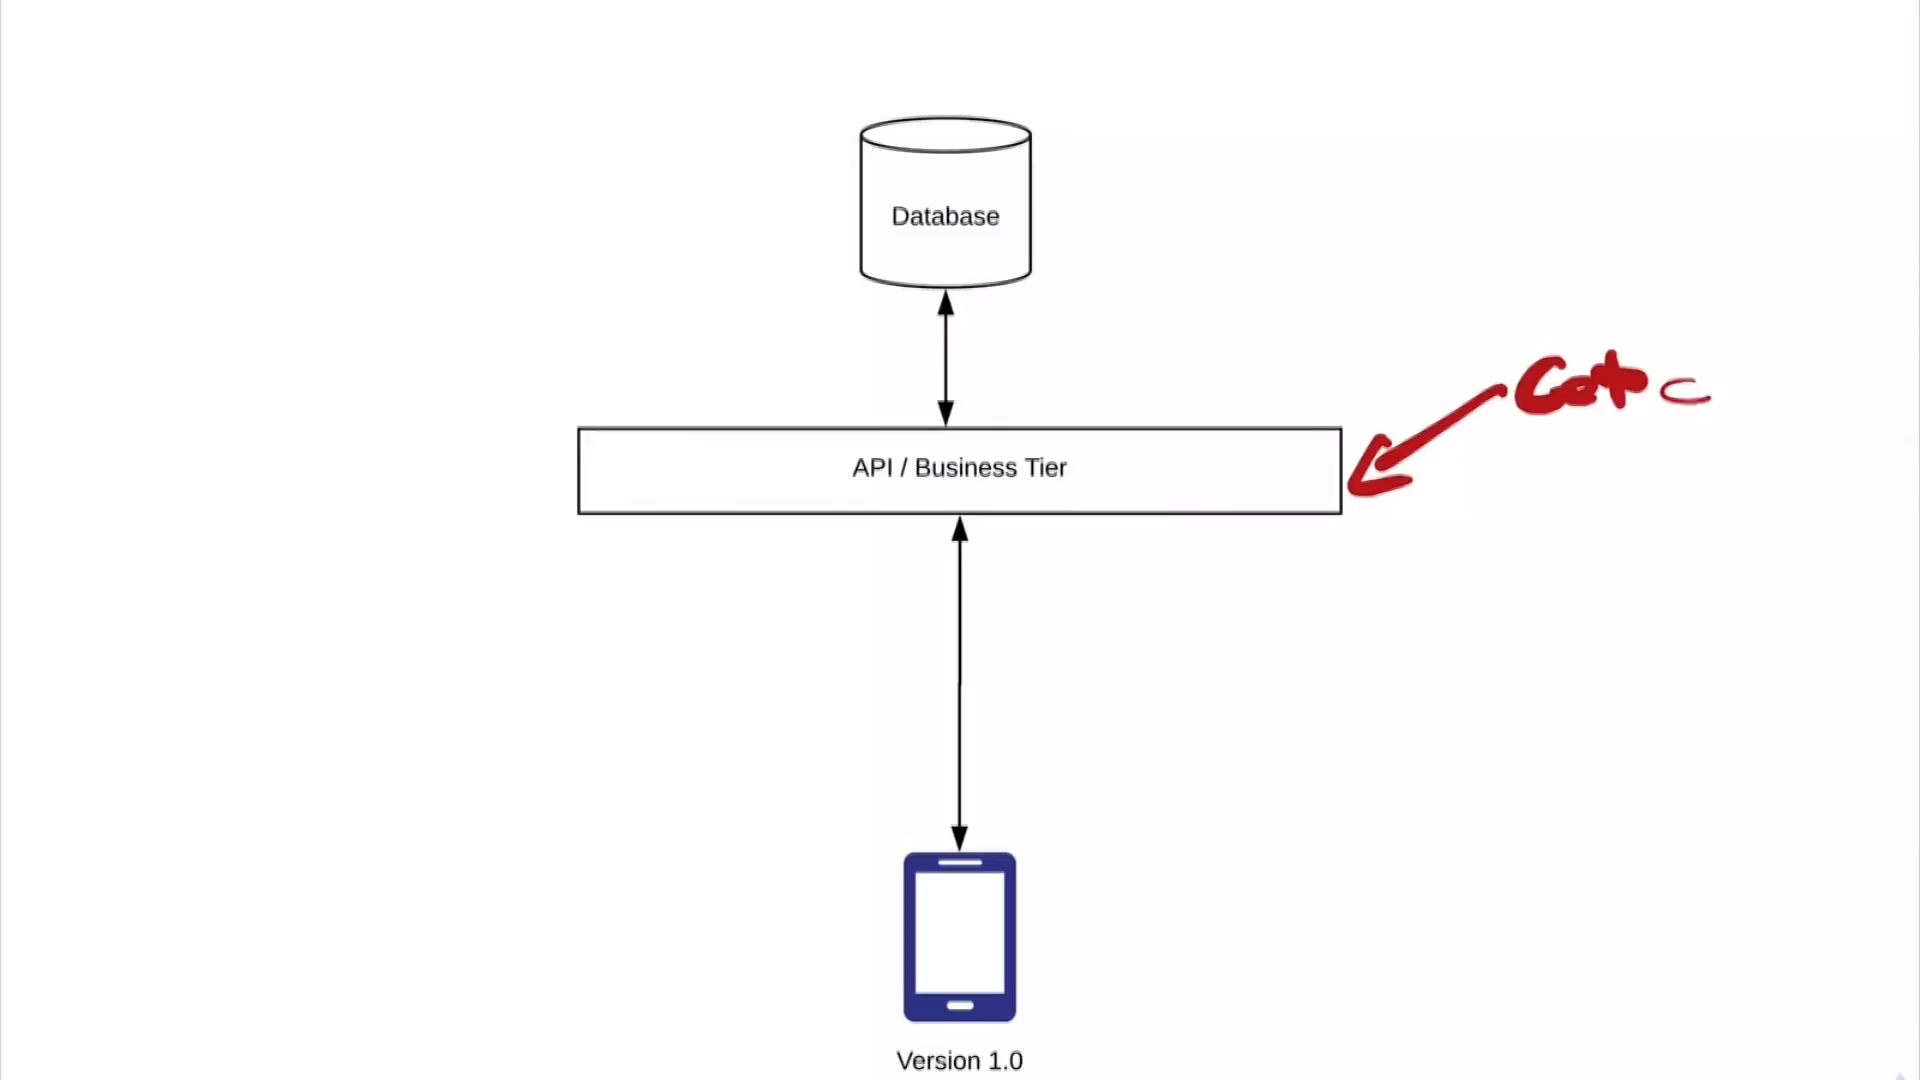 Database
API / Business Tier
Version 1.0